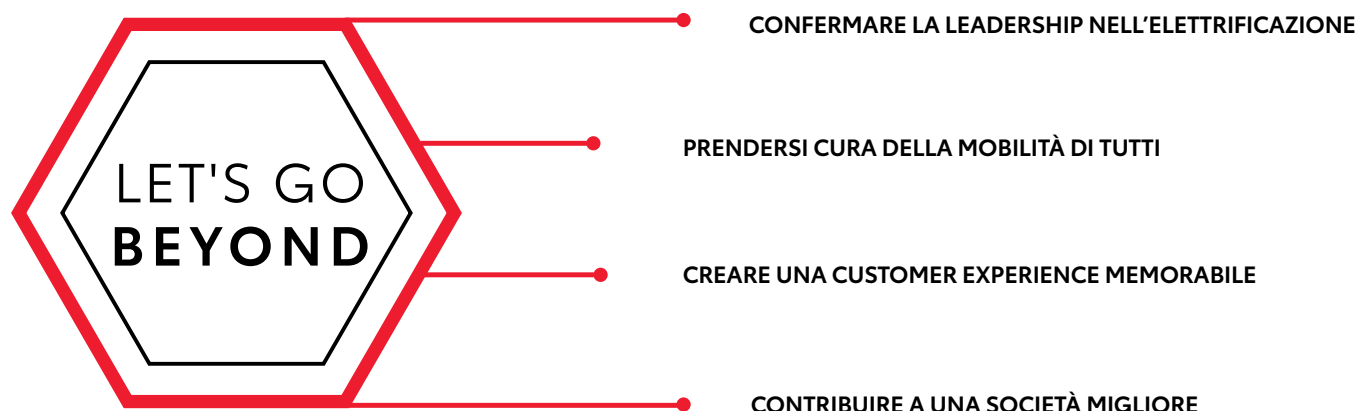 CONFERMARE LA LEADERSHIP NELL’ELETTRIFICAZIONE
PRENDERSI CURA DELLA MOBILITÀ DI TUTTI
LET'S GO
BEYOND
CREARE UNA CUSTOMER EXPERIENCE MEMORABILE
CONTRIBUIRE A UNA SOCIETÀ MIGLIORE